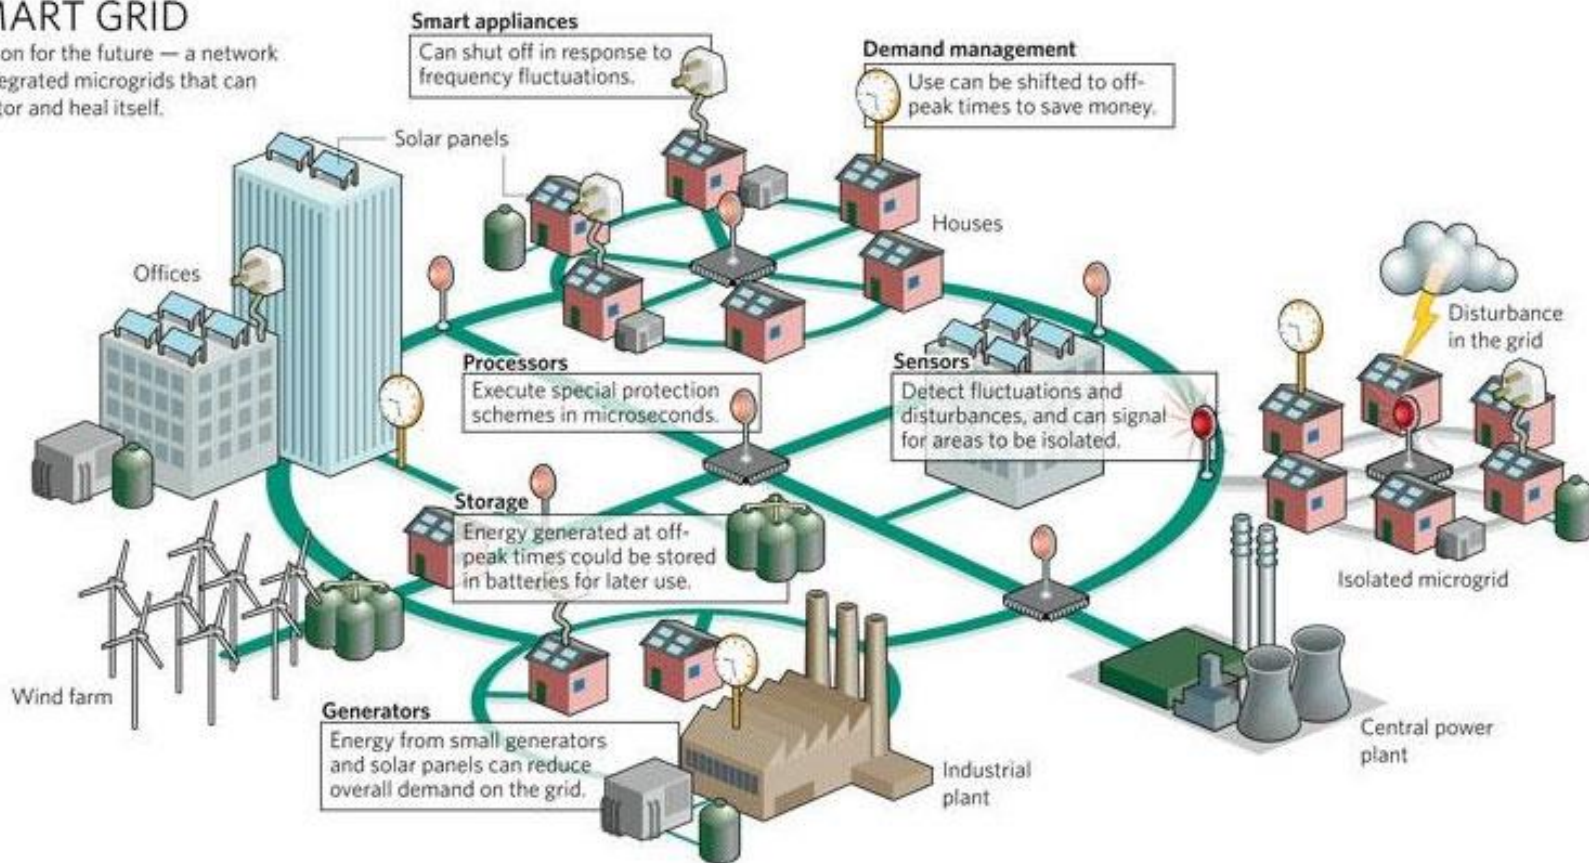 MART GRID
on for the future — a network
egrated microgrids that can
tor and heal itself.
Smart appliances
Can shut off in response to
frequency fluctuations.
Demand management
Use can be shifted to off-
peak times to save money.
Solar panels
Houses
Offices
Disturbance
in the grid
Processors
Execute special protection
schemes in microseconds.
Sensors
Detect fluctuations and
disturbances, and can signal
for areas to be isolated.
Storage
Energy generated at off-
peak times could be stored
in batteries for later use.
Isolated microgrid
Wind farm
Generators
Energy from small generators
and solar panels can reduce
overall demand on the grid.
Industrial
plant
Central power
plant